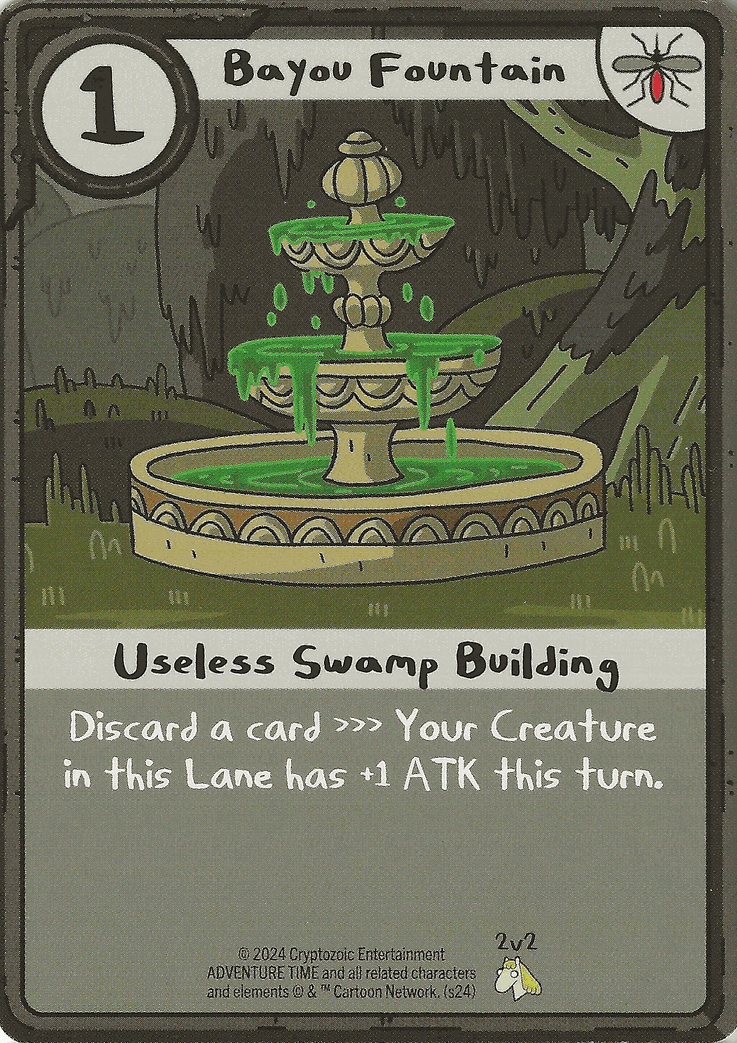 1
Bayou Fountain
Useless Swamp Building
Discard a card >>> Your Creature
in this Lane has +1 ATK this turn.
© 2024 Cryptozoic Entertainment
ADVENTURE TIME and all related characters
and elements © & ™ Cartoon Network. (s24)
2v2